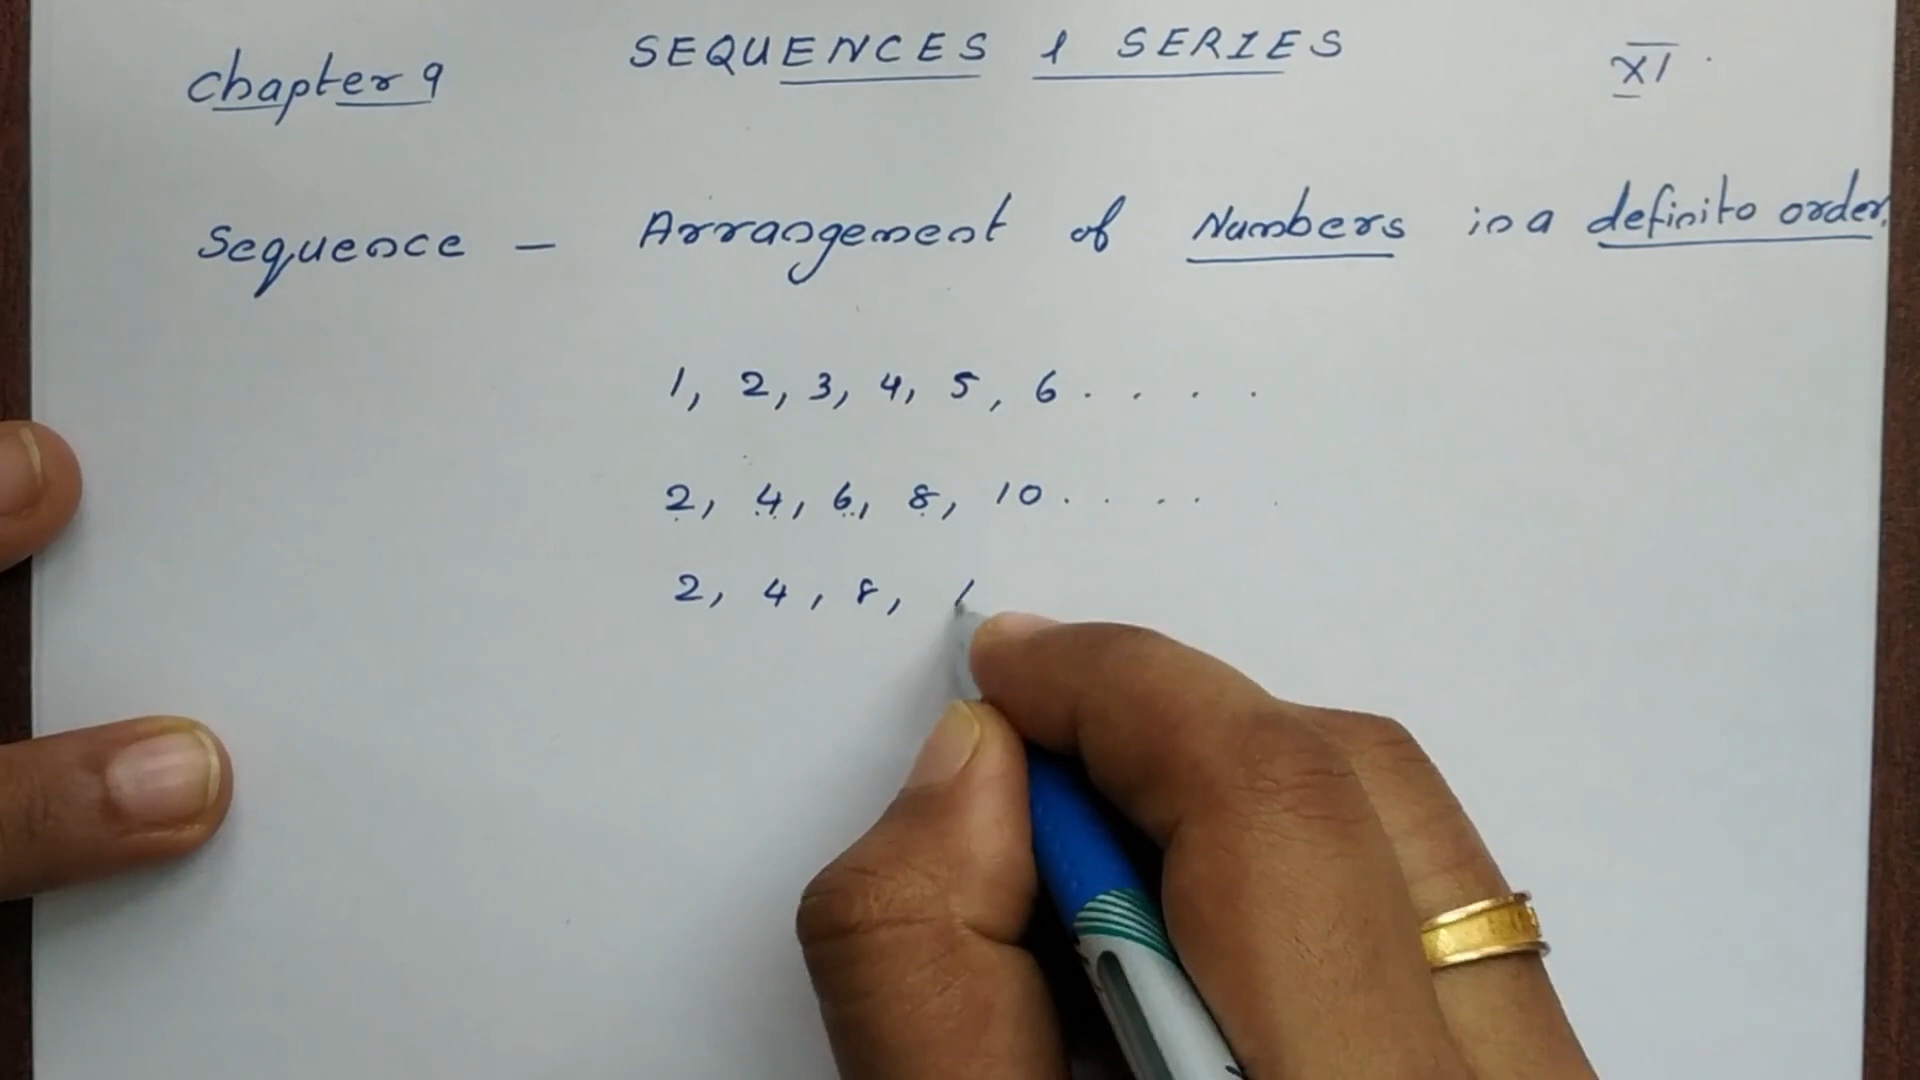 Chapter 9 SEQUENCES & SERIES XI
Sequence - Arrangement of Numbers in a definite order.
1, 2, 3, 4, 5, 6 . . . .
2, 4, 6, 8, 10 . . . .
2, 4, 8, 1